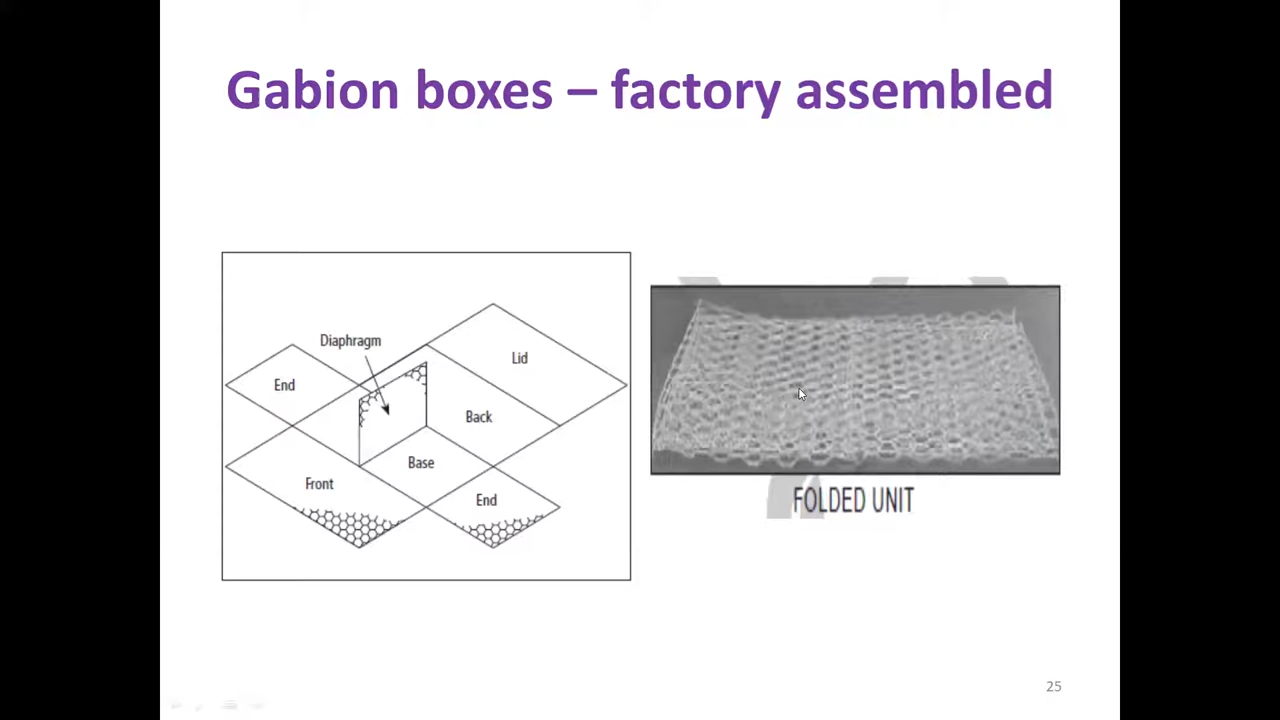 Gabion boxes – factory assembled
Diaphragm
Lid
End
Back
Base
Front
End
FOLDED UNIT
25